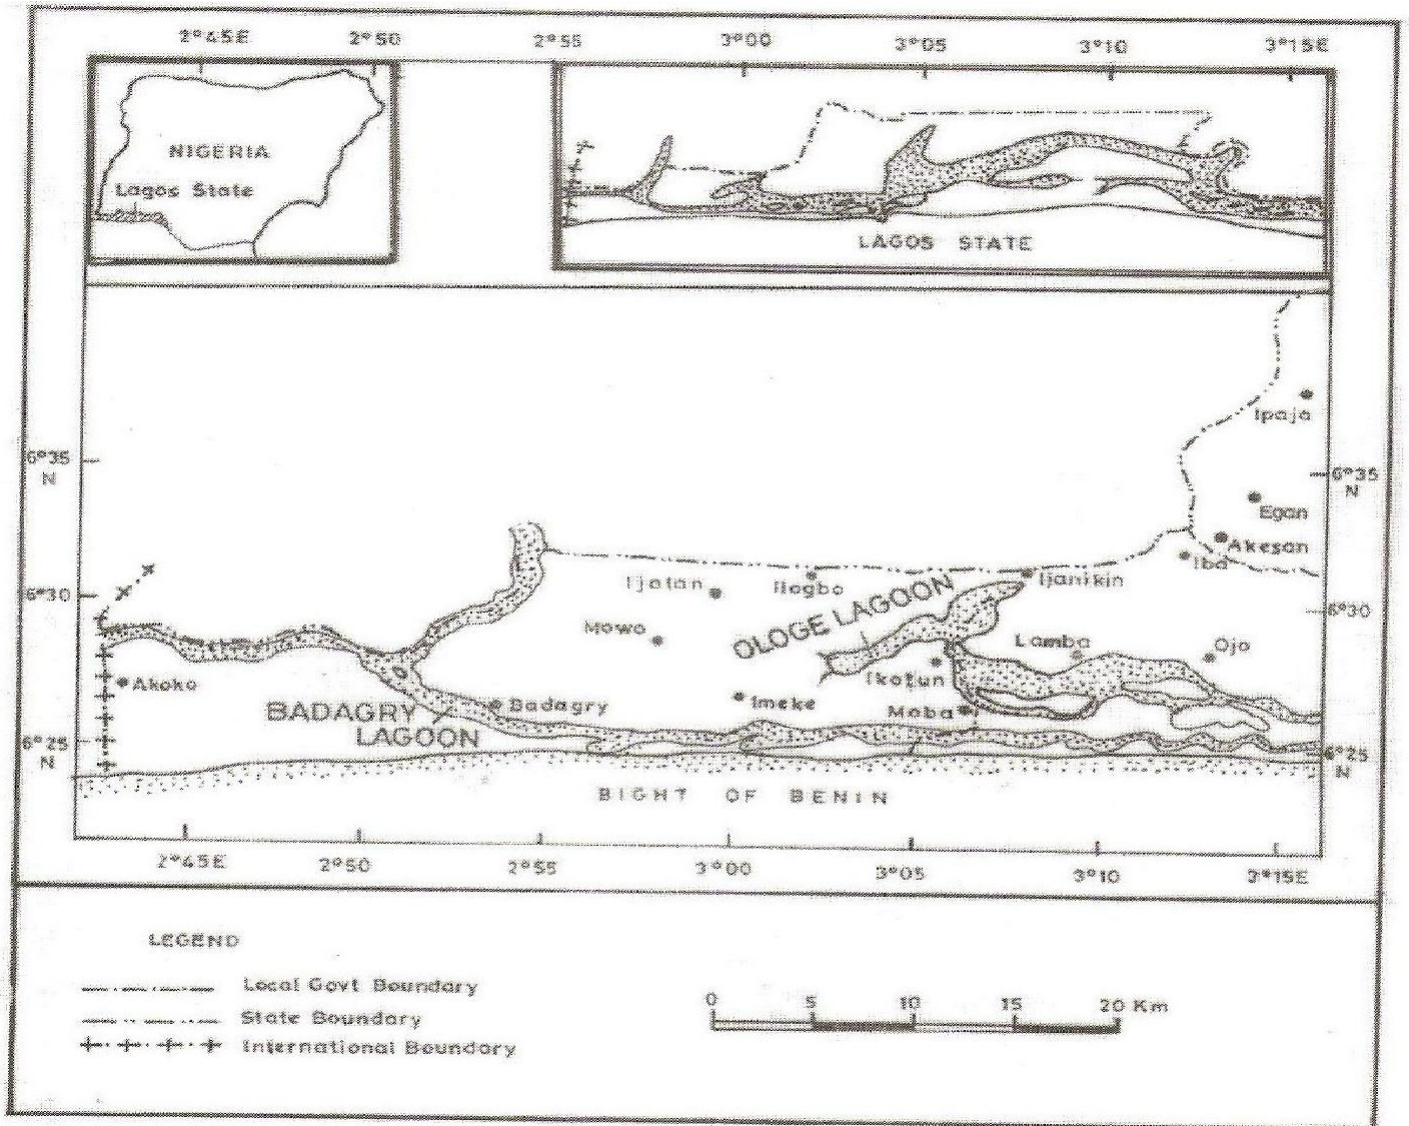 2°45E 2°50 2°55 3°00 3°05 3°10 3°15E
NIGERIA
Lagos State
LAGOS STATE
Ipaja
6°35
N
6°35
N
Egan
Akesan
Iba
Ijotan
Ilogbo
Ijanikin
6°30
6°30
OLOGE LAGOON
Mowo
Lamba
Ojo
Ikotun
Akoko
BADAGRY
LAGOON
Badagry
Imeke
Moba
6°25
N
6°25
N
BIGHT OF BENIN
2°45E 2°50 2°55 3°00 3°05 3°10 3°15E
LEGEND
Local Govt Boundary
State Boundary
International Boundary
0 5 10 15 20 Km